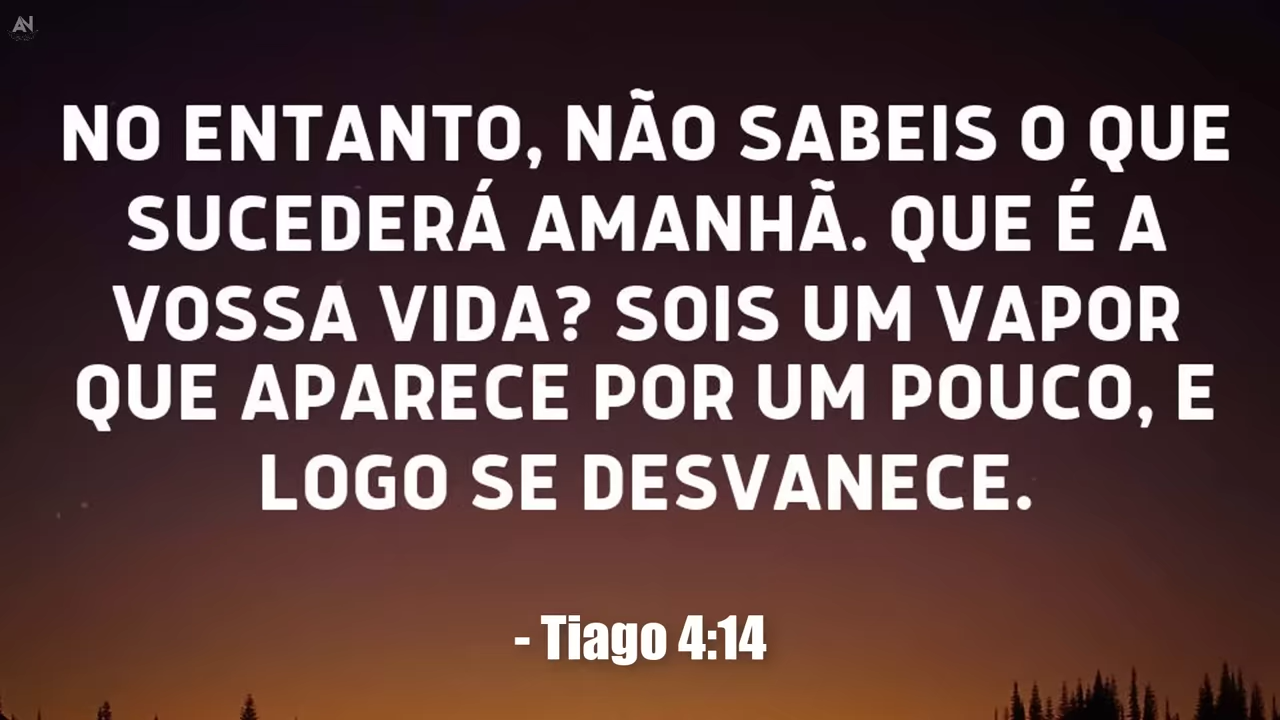 AN
NO ENTANTO, NÃO SABEIS O QUE
SUCEDERÁ AMANHÃ. QUE É A
VOSSA VIDA? SOIS UM VAPOR
QUE APARECE POR UM POUCO, E
LOGO SE DESVANECE.
- Tiago 4:14